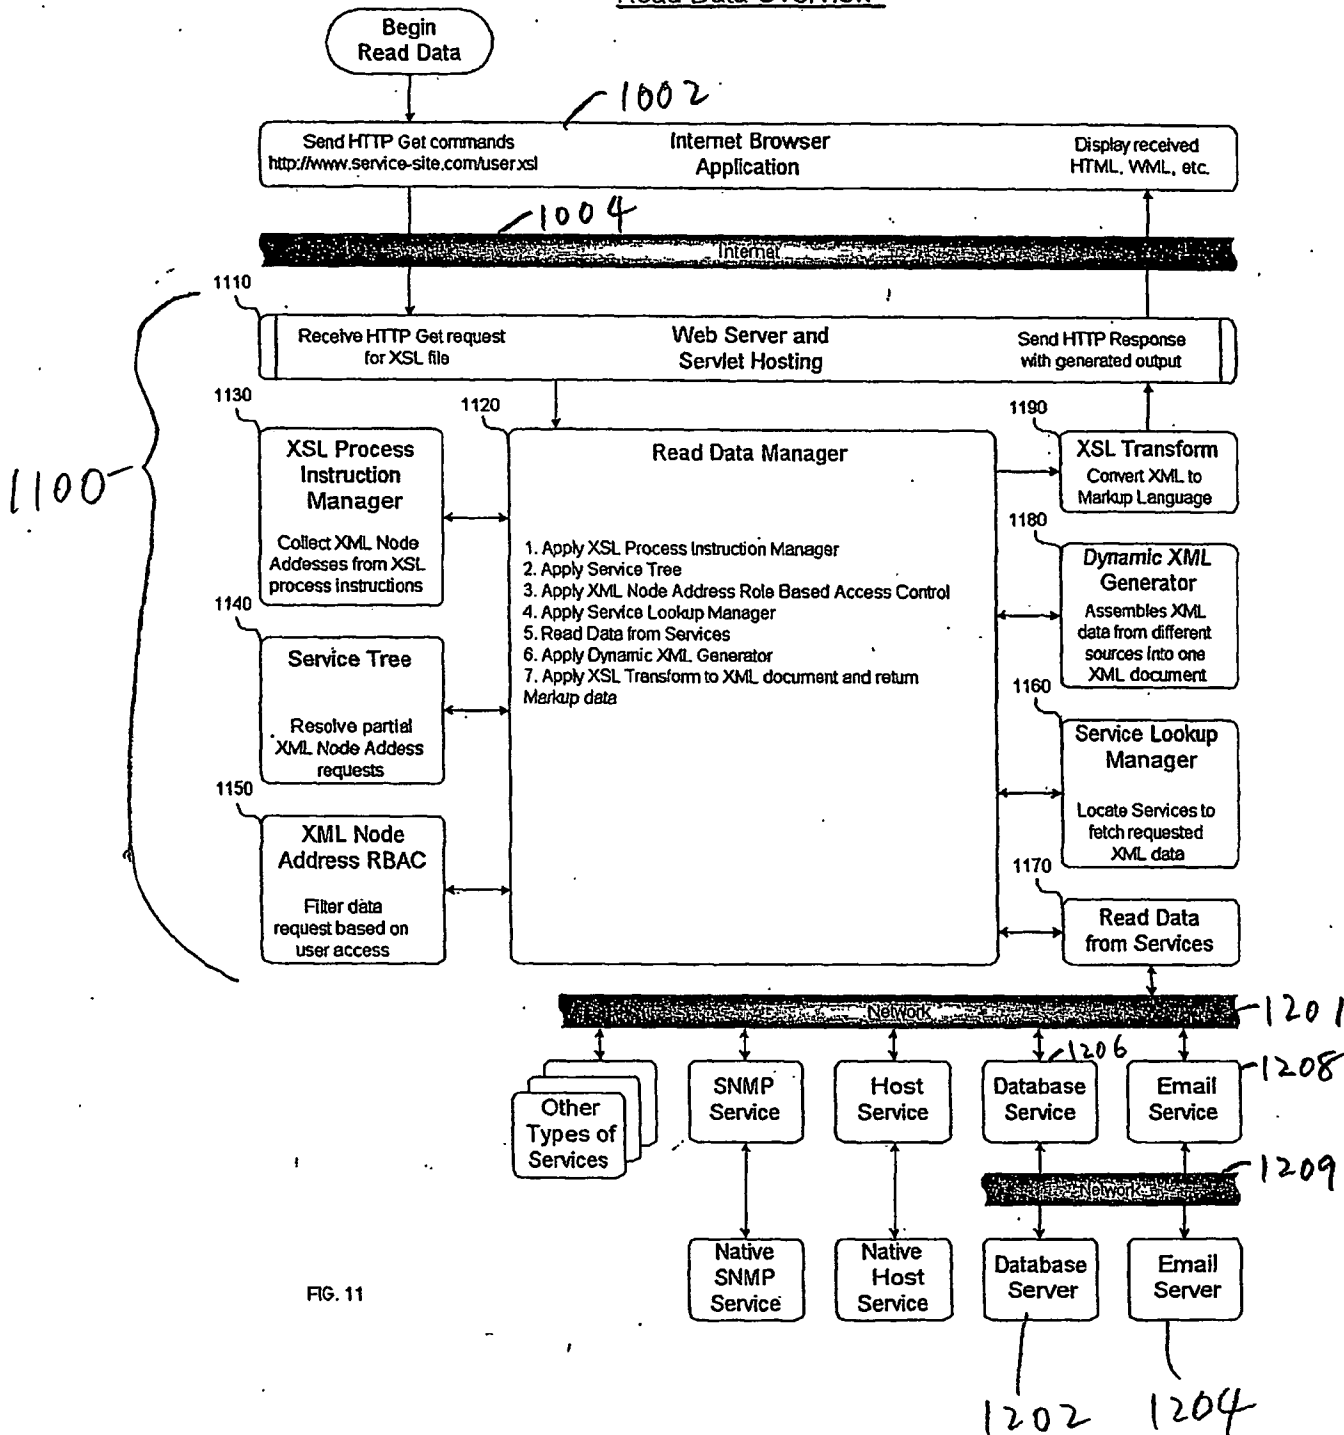 Read Data Overview
Begin
Read Data
1002
Send HTTP Get commands
http://www.service-site.com/user.xsl
Internet Browser
Application
Display received
HTML, WML, etc.
1004
Internet
1110
Receive HTTP Get request
for XSL file
Web Server and
Servlet Hosting
Send HTTP Response
with generated output
1100
1130
XSL Process
Instruction
Manager
Collect XML Node
Addresses from XSL
process instructions
1120
Read Data Manager
1. Apply XSL Process Instruction Manager
2. Apply Service Tree
3. Apply XML Node Address Role Based Access Control
4. Apply Service Lookup Manager
5. Read Data from Services
6. Apply Dynamic XML Generator
7. Apply XSL Transform to XML document and return
Markup data
1190
XSL Transform
Convert XML to
Markup Language
1180
Dynamic XML
Generator
Assembles XML
data from different
sources into one
XML document
1140
Service Tree
Resolve partial
XML Node Addess
requests
1160
Service Lookup
Manager
Locate Services to
fetch requested
XML data
1150
XML Node
Address RBAC
Filter data
request based on
user access
1170
Read Data
from Services
Network
1201
Other
Types of
Services
SNMP
Service
Host
Service
1206
Database
Service
1208
Email
Service
Network
1209
Native
SNMP
Service
Native
Host
Service
Database
Server
Email
Server
FIG. 11
1202
1204